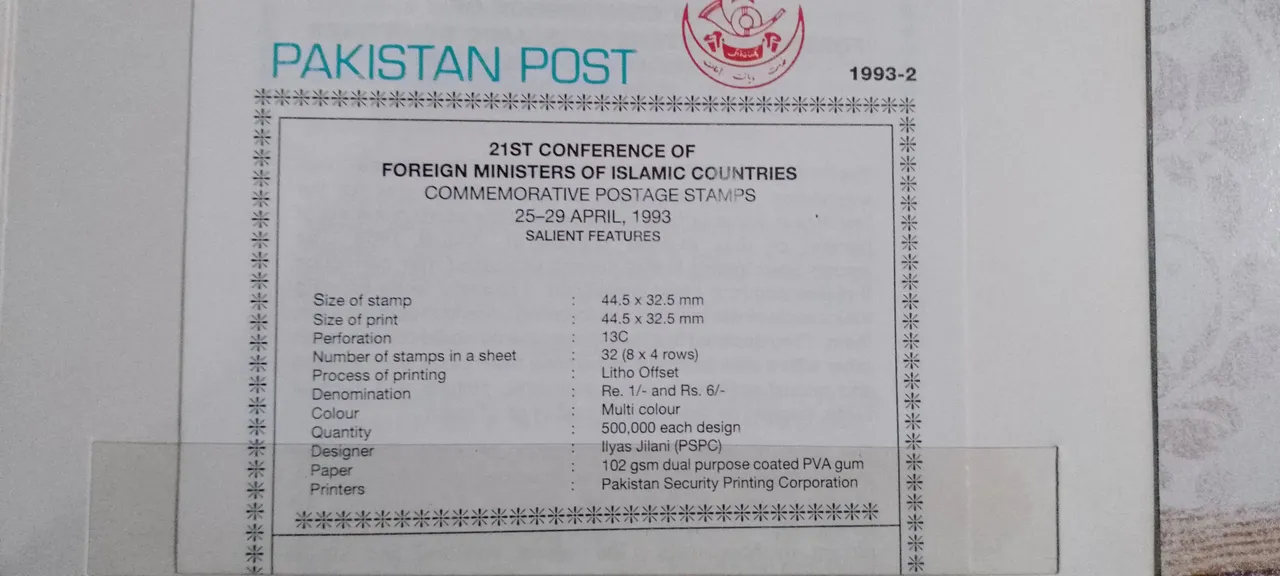 PAKISTAN POST
1993-2
21ST CONFERENCE OF
FOREIGN MINISTERS OF ISLAMIC COUNTRIES
COMMEMORATIVE POSTAGE STAMPS
25–29 APRIL, 1993
SALIENT FEATURES
Size of stamp : 44.5 x 32.5 mm
Size of print : 44.5 x 32.5 mm
Perforation : 13C
Number of stamps in a sheet : 32 (8 x 4 rows)
Process of printing : Litho Offset
Denomination : Re. 1/- and Rs. 6/-
Colour : Multi colour
Quantity : 500,000 each design
Designer : Ilyas Jilani (PSPC)
Paper : 102 gsm dual purpose coated PVA gum
Printers : Pakistan Security Printing Corporation